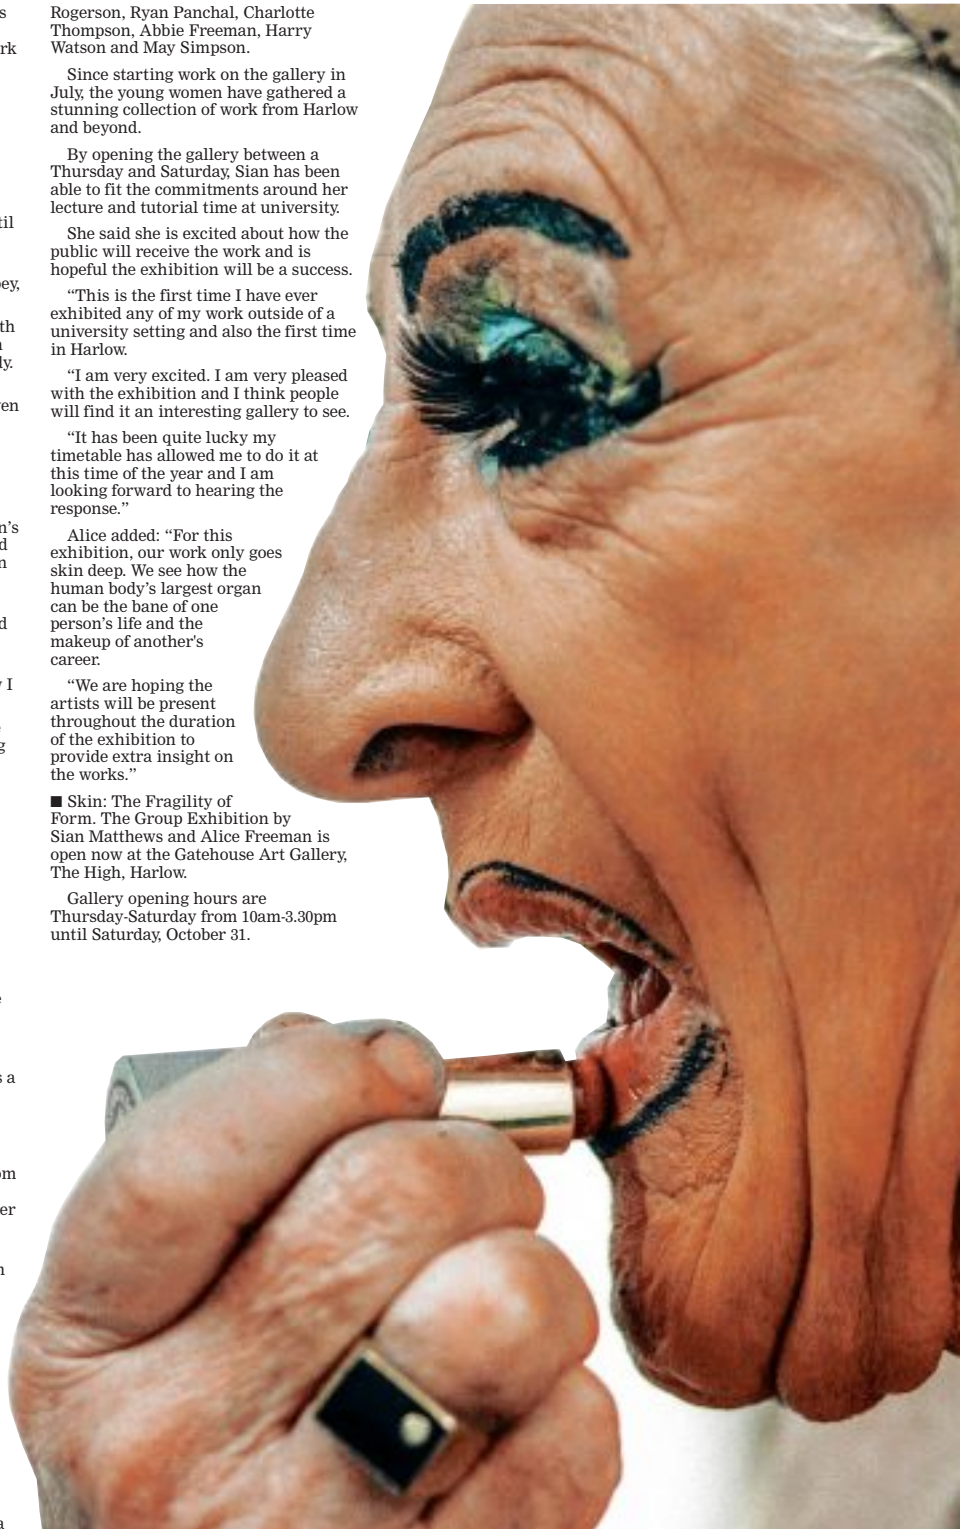 s
rk
til
ey,
th
n
ly.
en
n's
d
n
d
y I
e
g
e
s a
om
er
n
a
Rogerson, Ryan Panchal, Charlotte
Thompson, Abbie Freeman, Harry
Watson and May Simpson.
Since starting work on the gallery in
July, the young women have gathered a
stunning collection of work from Harlow
and beyond.
By opening the gallery between a
Thursday and Saturday, Sian has been
able to fit the commitments around her
lecture and tutorial time at university.
She said she is excited about how the
public will receive the work and is
hopeful the exhibition will be a success.
“This is the first time I have ever
exhibited any of my work outside of a
university setting and also the first time
in Harlow.
“I am very excited. I am very pleased
with the exhibition and I think people
will find it an interesting gallery to see.
“It has been quite lucky my
timetable has allowed me to do it at
this time of the year and I am
looking forward to hearing the
response.”
Alice added: “For this
exhibition, our work only goes
skin deep. We see how the
human body’s largest organ
can be the bane of one
person’s life and the
makeup of another's
career.
“We are hoping the
artists will be present
throughout the duration
of the exhibition to
provide extra insight on
the works.”
■ Skin: The Fragility of
Form. The Group Exhibition by
Sian Matthews and Alice Freeman is
open now at the Gatehouse Art Gallery,
The High, Harlow.
Gallery opening hours are
Thursday-Saturday from 10am-3.30pm
until Saturday, October 31.